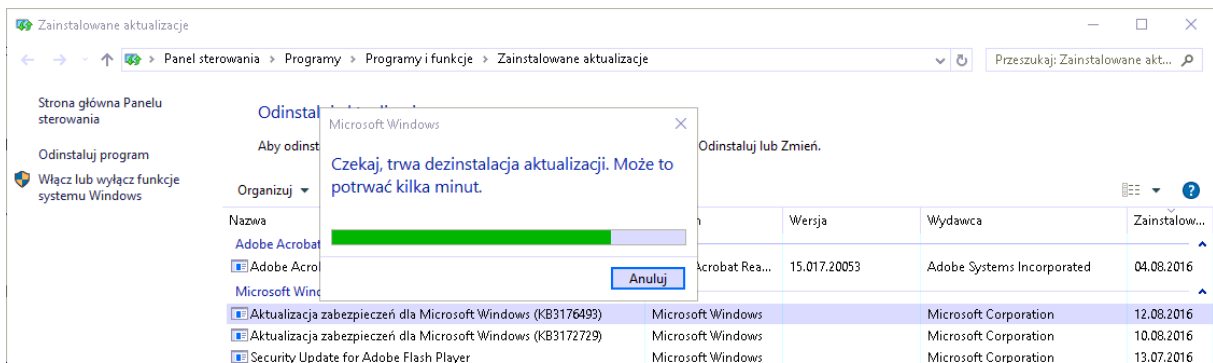 Zainstalowane aktualizacje
Panel sterowania > Programy > Programy i funkcje > Zainstalowane aktualizacje
Przeszukaj: Zainstalowane akt...
Strona główna Panelu
sterowania
Odinstaluj program
Włącz lub wyłącz funkcje
systemu Windows
Aby odinst
Odinstaluj lub Zmień.
Microsoft Windows
Czekaj, trwa dezinstalacja aktualizacji. Może to
potrwać kilka minut.
Anuluj
Organizuj
Nazwa Wersja Wydawca Zainstalow...
Adobe Acrobat
Adobe Acrol Acrobat Rea... 15.017.20053 Adobe Systems Incorporated 04.08.2016
Microsoft Winc
Aktualizacja zabezpieczeń dla Microsoft Windows (KB3176493) Microsoft Windows Microsoft Corporation 12.08.2016
Aktualizacja zabezpieczeń dla Microsoft Windows (KB3172729) Microsoft Windows Microsoft Corporation 10.08.2016
Security Update for Adobe Flash Player Microsoft Windows Microsoft Corporation 13.07.2016